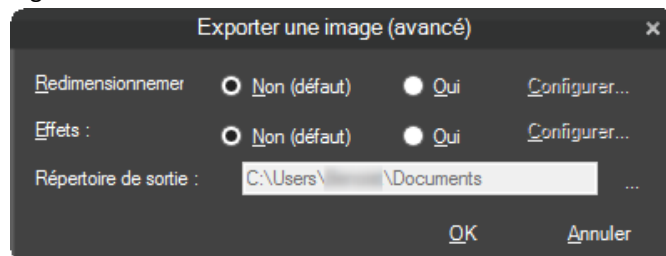 Exporter une image (avancé)
Redimensionnemer Non (défaut) Oui Configurer...
Effets : Non (défaut) Oui Configurer...
Répertoire de sortie : C:\Users\ \Documents ...
OK Annuler